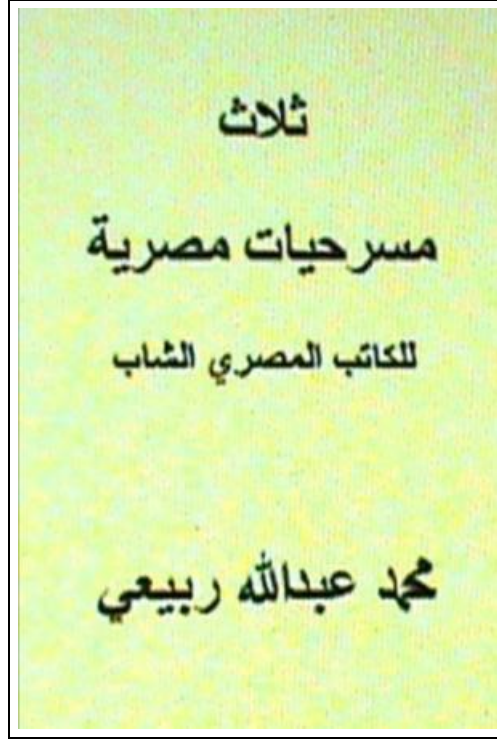 ثلاث
مسرحيات مصرية
للكاتب المصري الشاب
محمد عبدالله ربيعي